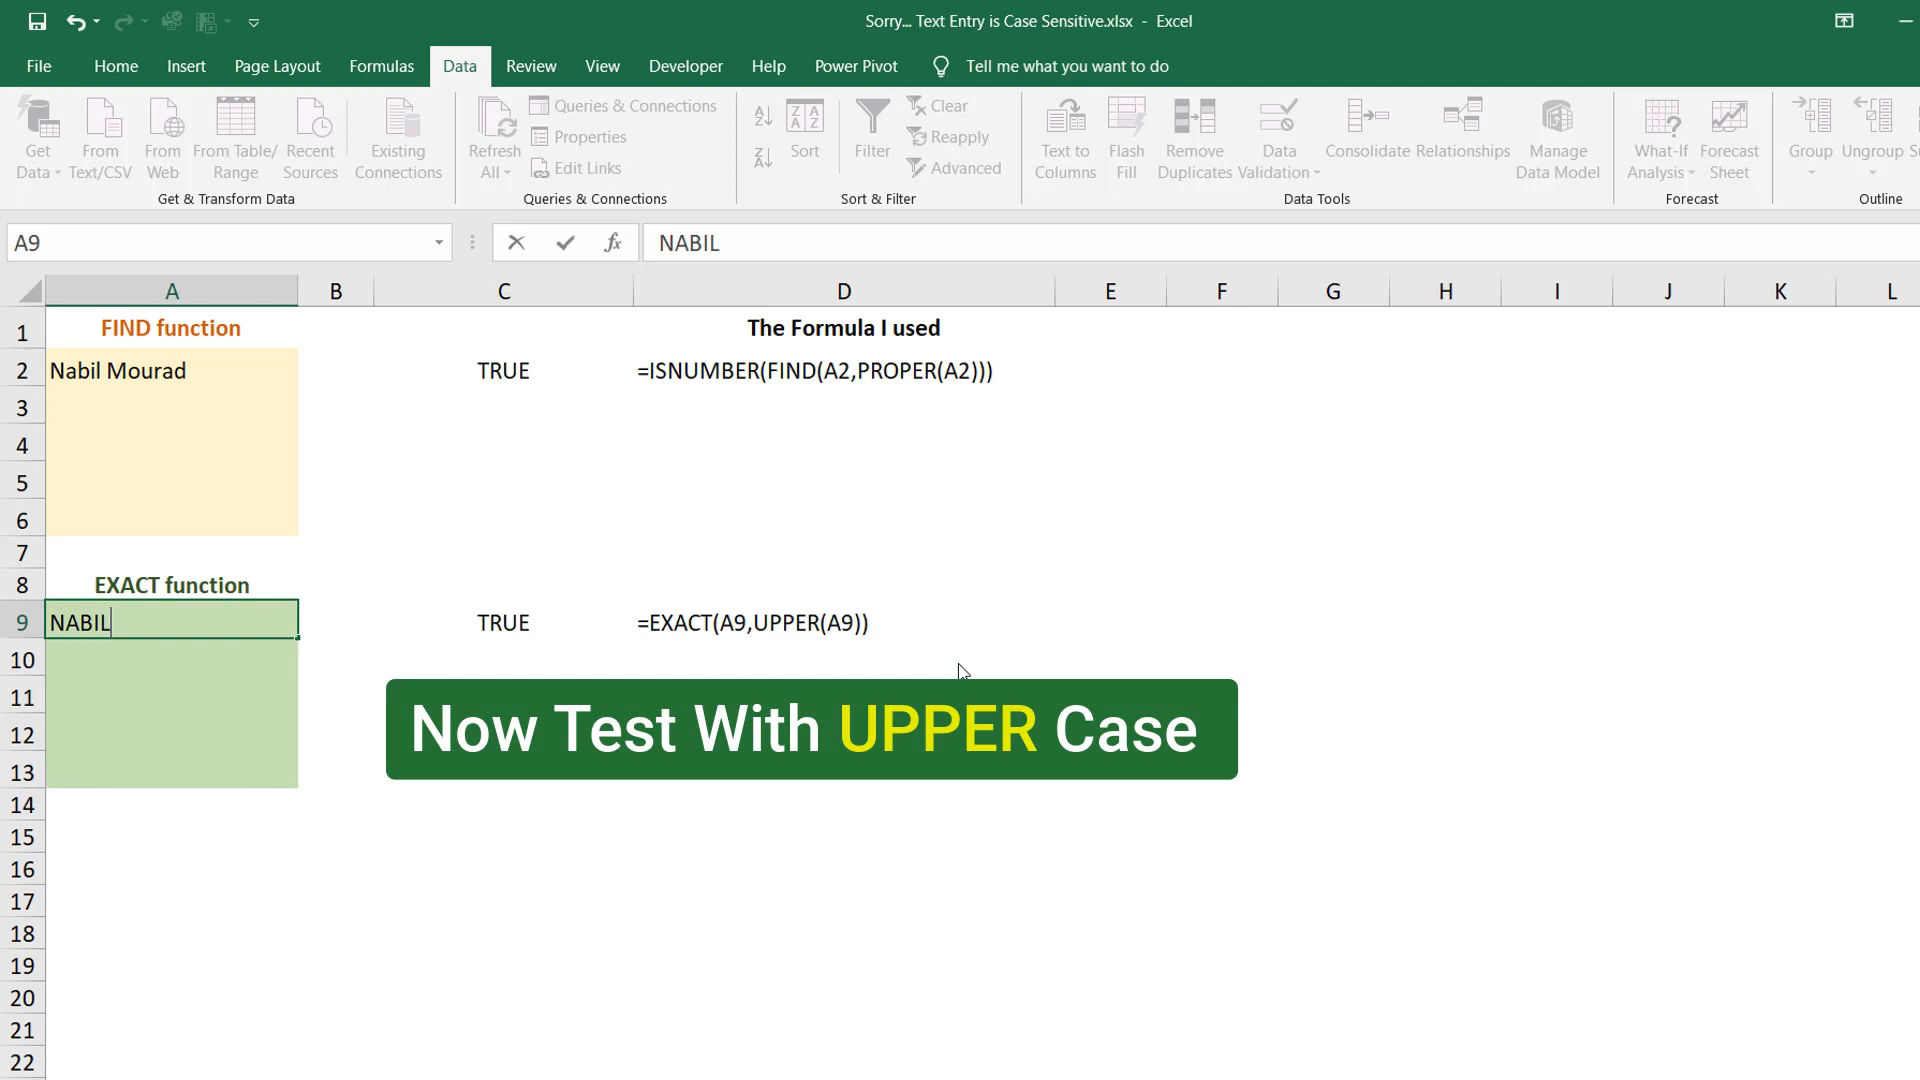 Sorry... Text Entry is Case Sensitive.xlsx - Excel
File Home Insert Page Layout Formulas Data Review View Developer Help Power Pivot Tell me what you want to do
Get Data
From Text/CSV
From Web
From Table/ Range
Recent Sources
Existing Connections
Get & Transform Data
Refresh All
Queries & Connections
Properties
Edit Links
Queries & Connections
Sort
Filter
Clear
Reapply
Advanced
Sort & Filter
Text to Columns
Flash Fill
Remove Duplicates
Data Validation
Consolidate
Relationships
Manage Data Model
Data Tools
What-If Analysis
Forecast Sheet
Forecast
Group
Ungroup
Outline
A9 fx NABIL
A B C D E F G H I J K L
1 FIND function The Formula I used
2 Nabil Mourad TRUE =ISNUMBER(FIND(A2,PROPER(A2)))
3
4
5
6
7
8 EXACT function
9 NABIL TRUE =EXACT(A9,UPPER(A9))
10
11
12
13
14
15
16
17
18
19
20
21
22
Now Test With UPPER Case